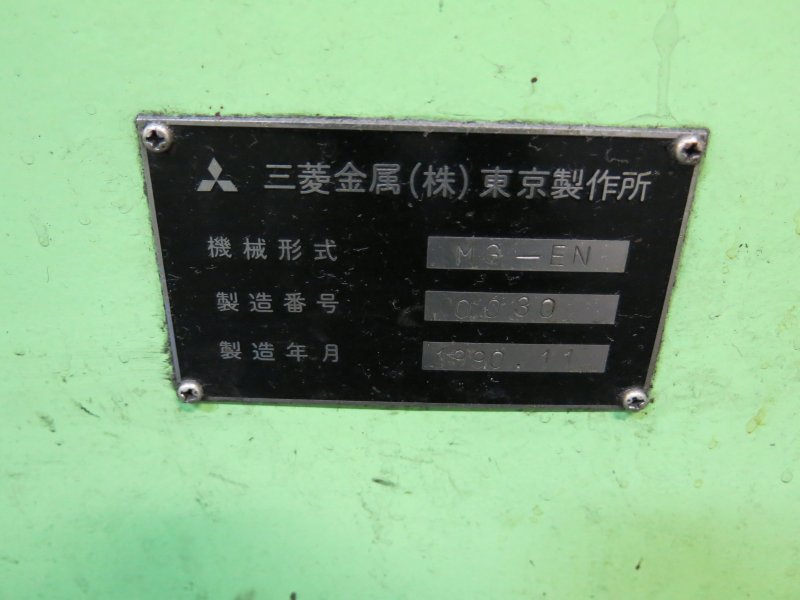 三菱金属(株)東京製作所
機械形式 MG-EN
製造番号 0030
製造年月 1990.11